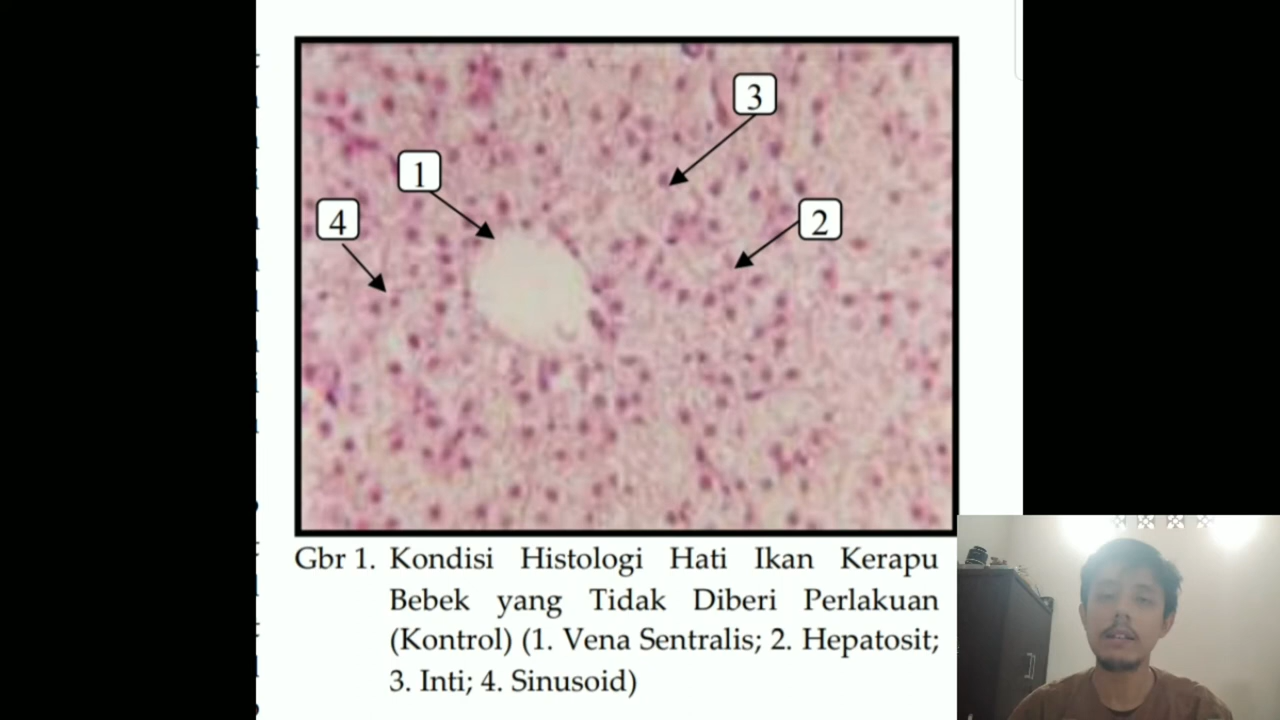 3
1
4
2
Gbr 1. Kondisi Histologi Hati Ikan Kerapu
Bebek yang Tidak Diberi Perlakuan
(Kontrol) (1. Vena Sentralis; 2. Hepatosit;
3. Inti; 4. Sinusoid)